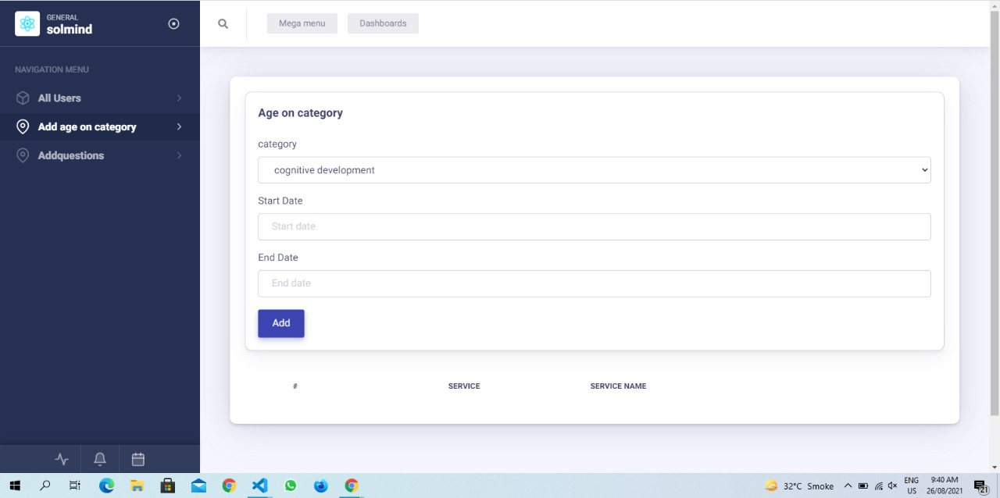 GENERAL
solmind
Mega menu
Dashboards
NAVIGATION MENU
All Users
Add age on category
Addquestions
Age on category
category
cognitive development
Start Date
Start date
End Date
End date
Add
# SERVICE SERVICE NAME
32°C Smoke
ENG
US
9:40 AM
26/08/2021
21